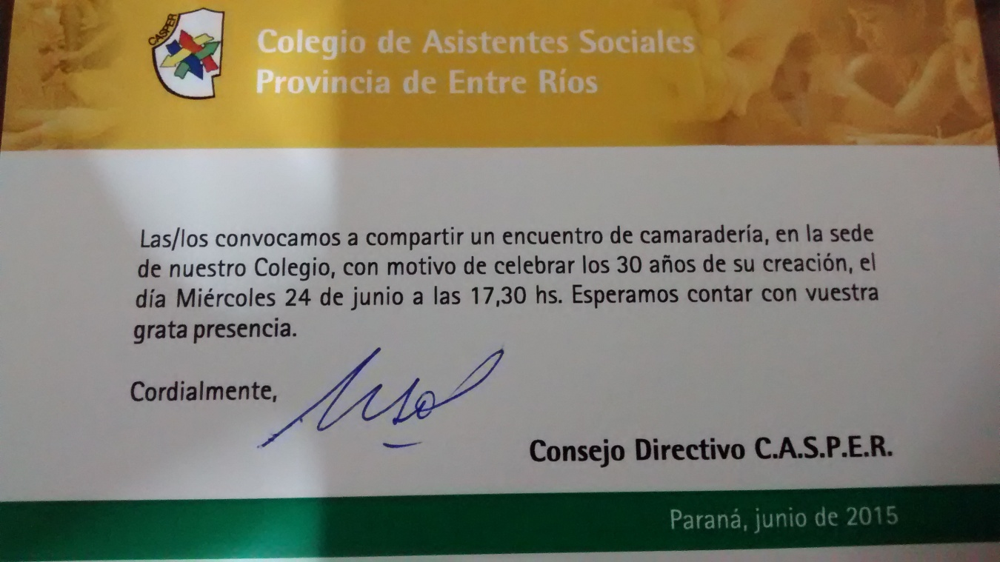 CASPER
Colegio de Asistentes Sociales
Provincia de Entre Ríos
Las/los convocamos a compartir un encuentro de camaradería, en la sede
de nuestro Colegio, con motivo de celebrar los 30 años de su creación, el
día Miércoles 24 de junio a las 17,30 hs. Esperamos contar con vuestra
grata presencia.
Cordialmente,
Consejo Directivo C.A.S.P.E.R.
Paraná, junio de 2015